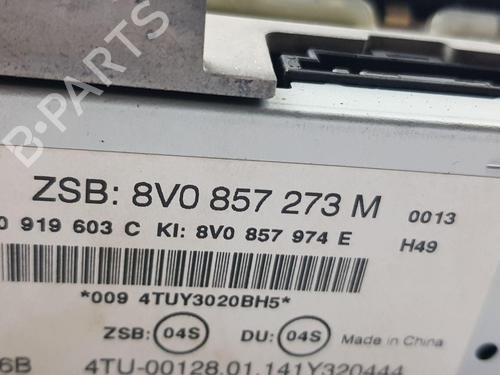 B-PARTS
ZSB: 8V0 857 273 M 0013
0 919 603 C KI: 8V0 857 974 E H49
*009 4TUY3020BH5*
ZSB: 04S DU: 04S Made in China
6B 4TU-00128.01.141Y320444